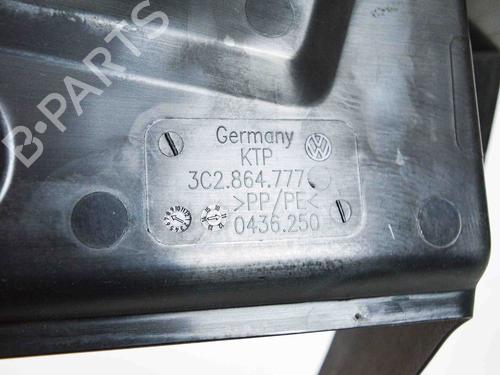 B-PARTS
Germany
KTP
3C2.864.777
>PP/PE<
0436.250